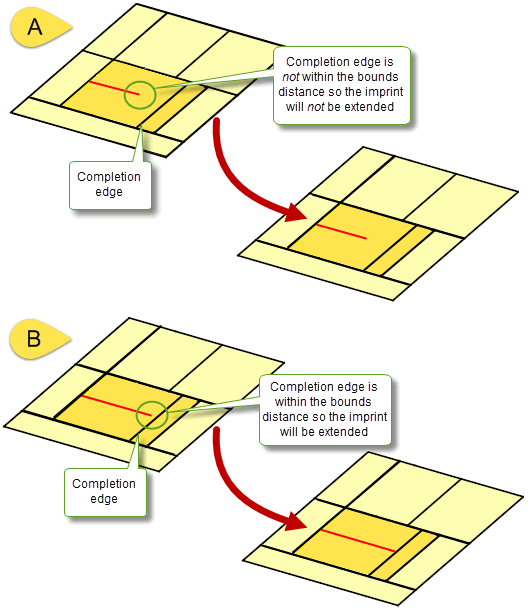 A
Completion edge is
not within the bounds
distance so the imprint
will not be extended
Completion
edge
B
Completion edge is
within the bounds
distance so the imprint
will be extended
Completion
edge